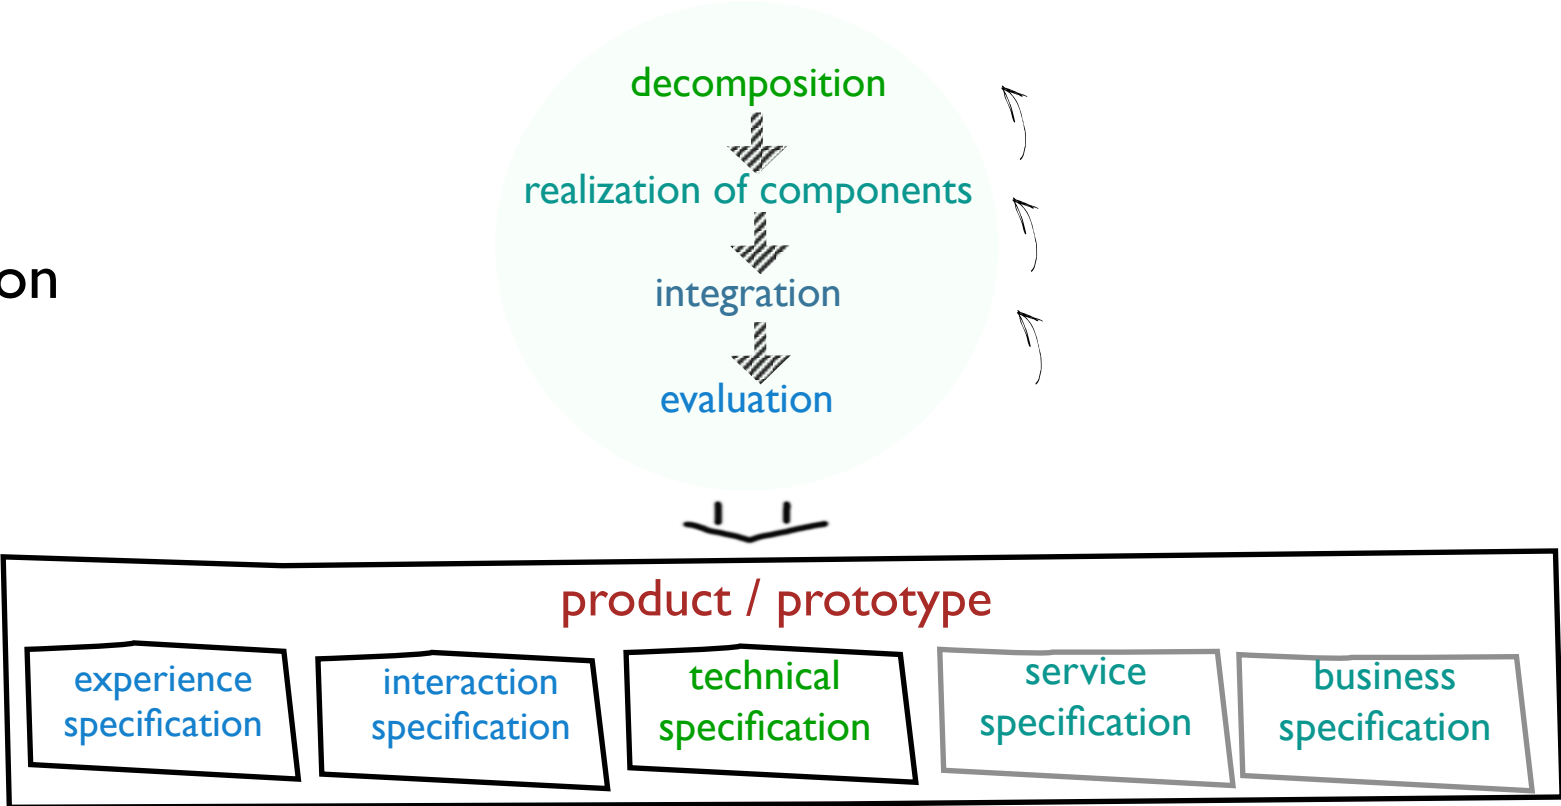 decomposition
realization of components
on
integration
evaluation
product / prototype
experience
specification
interaction
specification
technical
specification
service
specification
business
specification